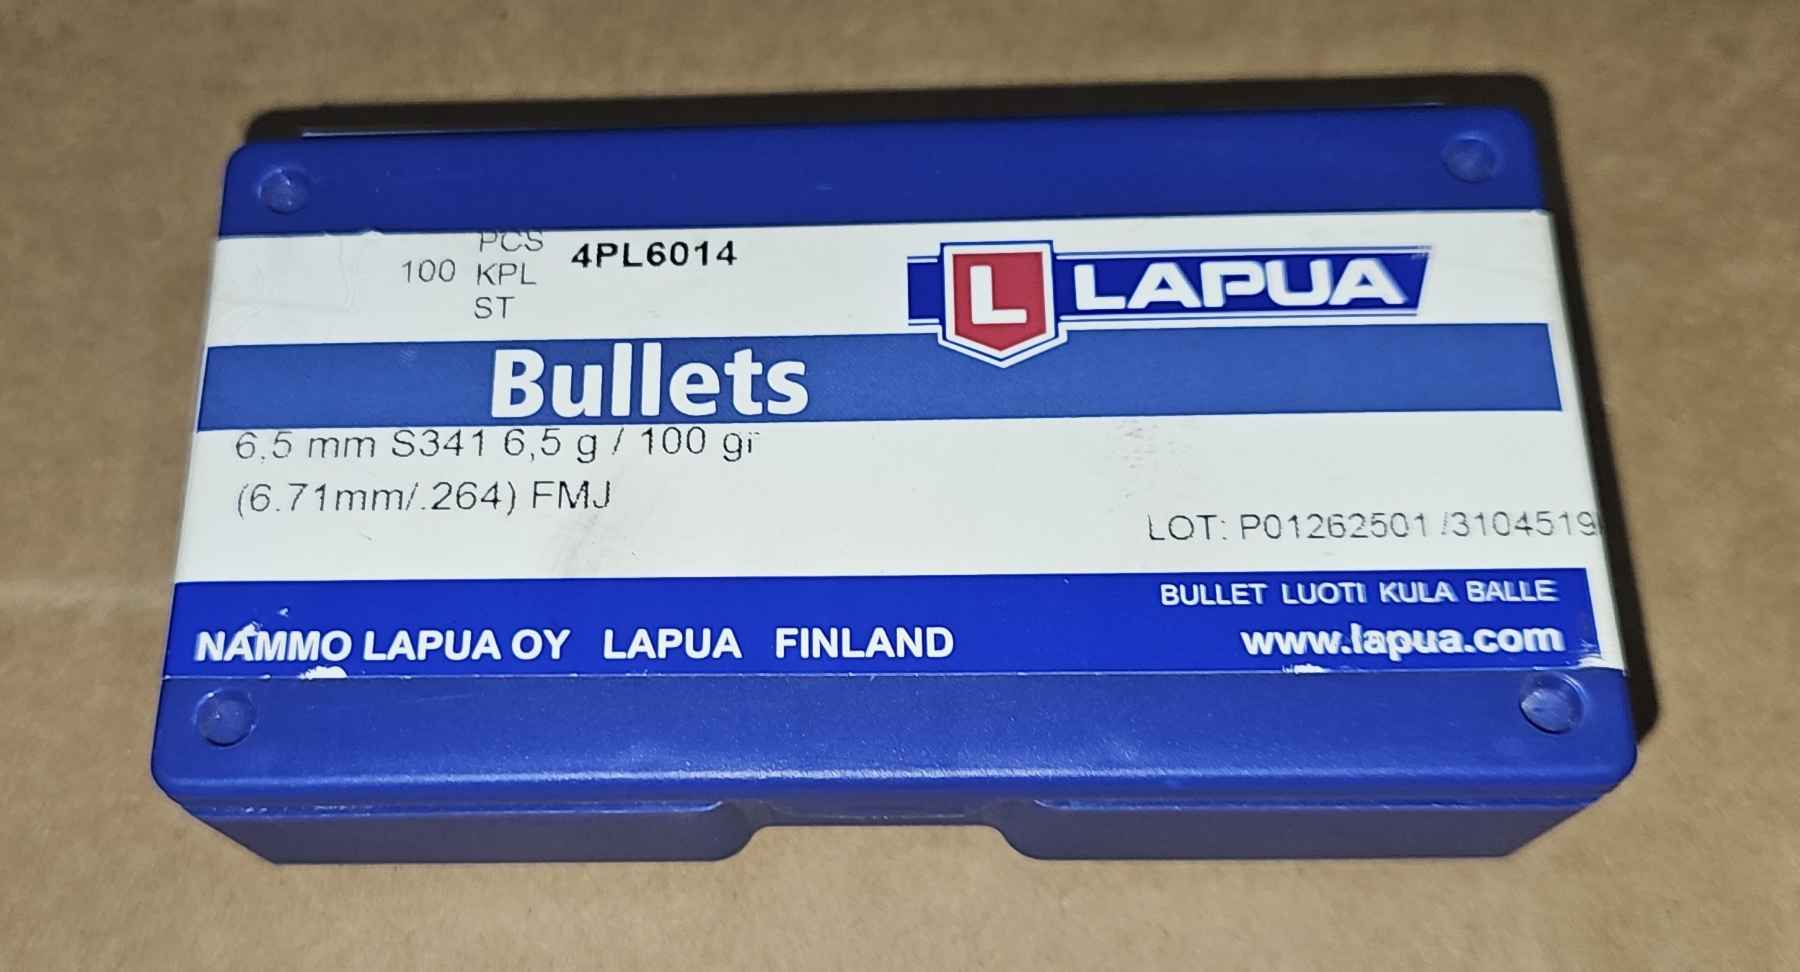 PCS
100 KPL 4PL6014
ST
L LAPUA
Bullets
6,5 mm S341 6,5 g / 100 gr
(6.71mm/.264) FMJ
LOT: P01262501 /3104519
BULLET LUOTI KULA BALLE
NAMMO LAPUA OY LAPUA FINLAND
www.lapua.com